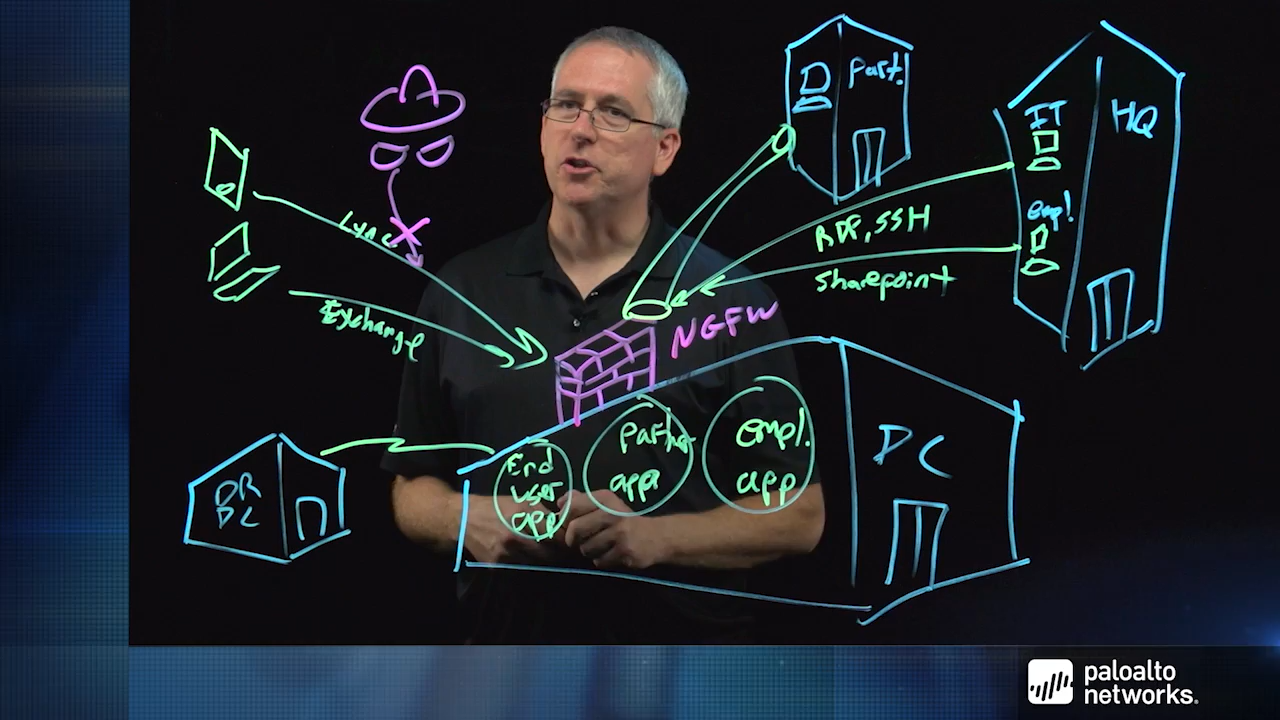 Part.
IT
HQ
empl.
Lync
RDP, SSH
Sharepoint
Exchange
NGFW
End
user
app
Partner
app
empl.
app
DC
DR
DC
paloalto
networks.